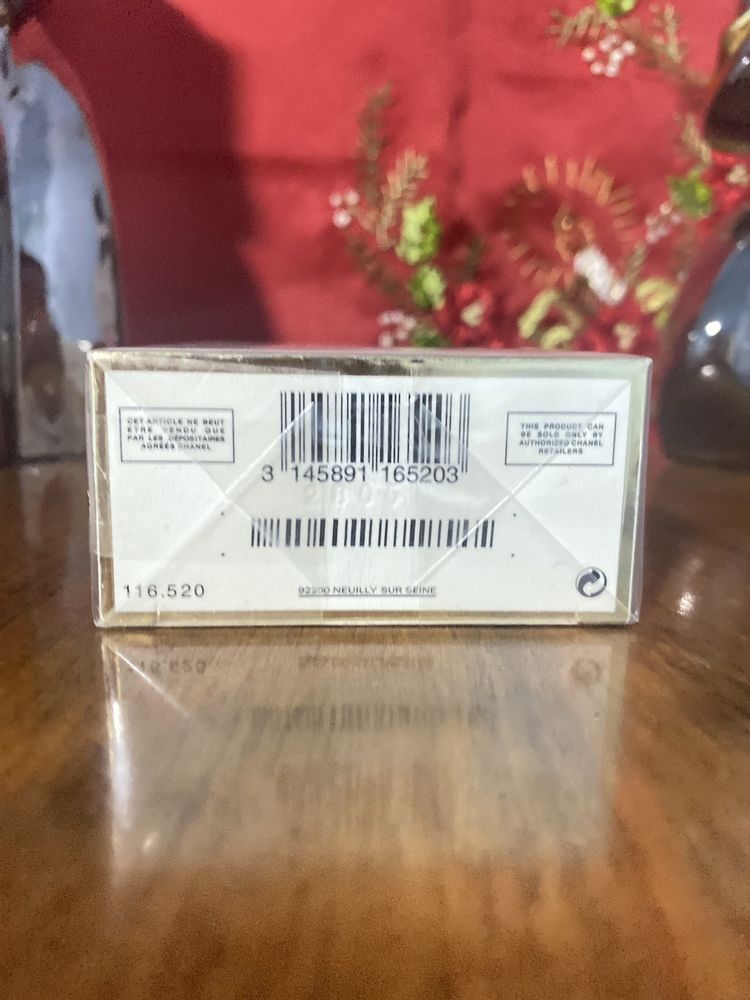 CET ARTICLE NE PEUT
ETRE VENDU QUE
PAR LES DÉPOSITAIRES
AGRÉÉS CHANEL
THIS PRODUCT CAN
BE SOLD ONLY BY
AUTHORIZED CHANEL
RETAILERS
3 145891 165203
116.520
92200 NEUILLY SUR SEINE